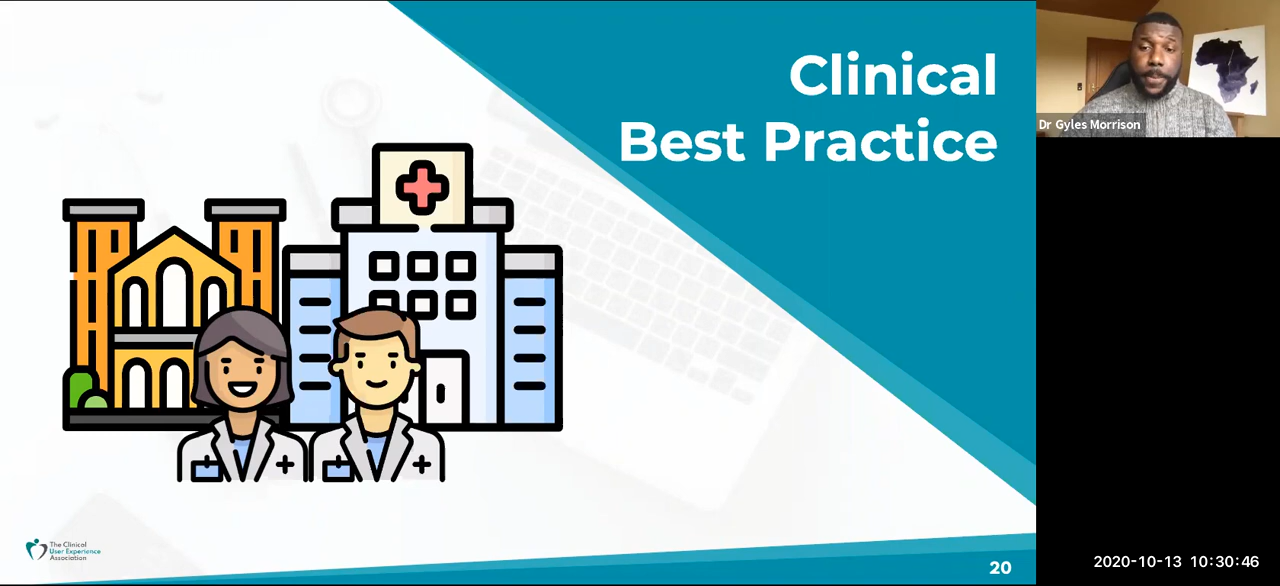 Clinical
Best Practice
Dr Gyles Morrison
The Clinical
User Experience
Association
20
2020-10-13 10:30:46